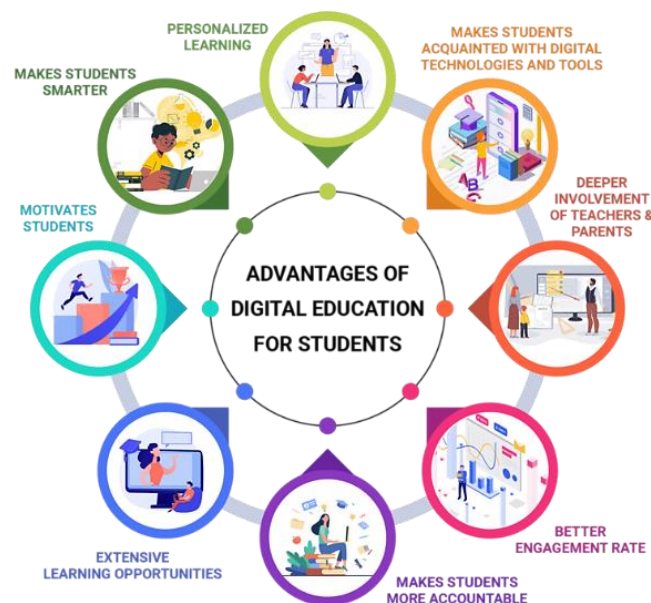 PERSONALIZED
LEARNING
MAKES STUDENTS
ACQUAINTED WITH DIGITAL
TECHNOLOGIES AND TOOLS
MAKES STUDENTS
SMARTER
DEEPER
INVOLVEMENT
OF TEACHERS &
PARENTS
MOTIVATES
STUDENTS
ADVANTAGES OF
DIGITAL EDUCATION
FOR STUDENTS
BETTER
ENGAGEMENT RATE
EXTENSIVE
LEARNING OPPORTUNITIES
MAKES STUDENTS
MORE ACCOUNTABLE
A
B
C